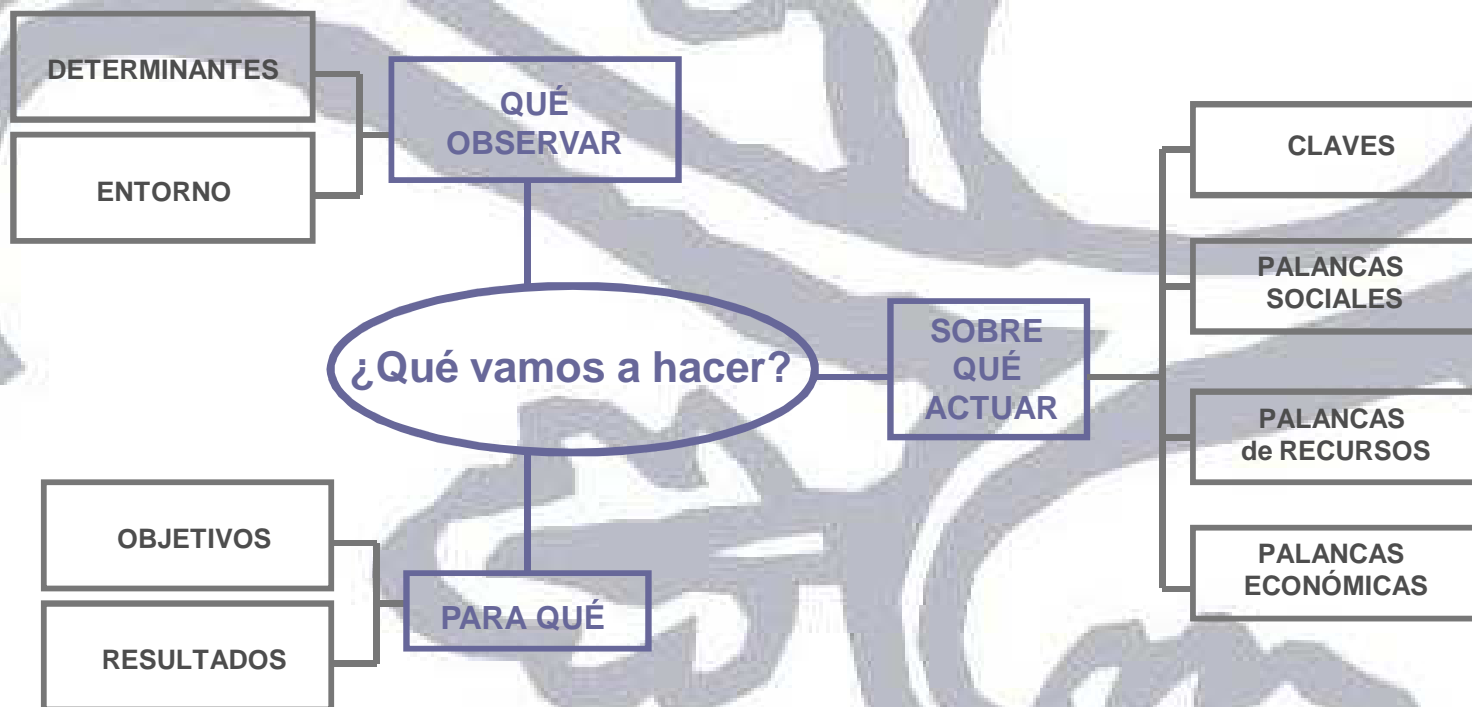 DETERMINANTES
ENTORNO
QUÉ
OBSERVAR
¿Qué vamos a hacer?
SOBRE
QUÉ
ACTUAR
CLAVES
PALANCAS
SOCIALES
PALANCAS
de RECURSOS
PALANCAS
ECONÓMICAS
OBJETIVOS
RESULTADOS
PARA QUÉ